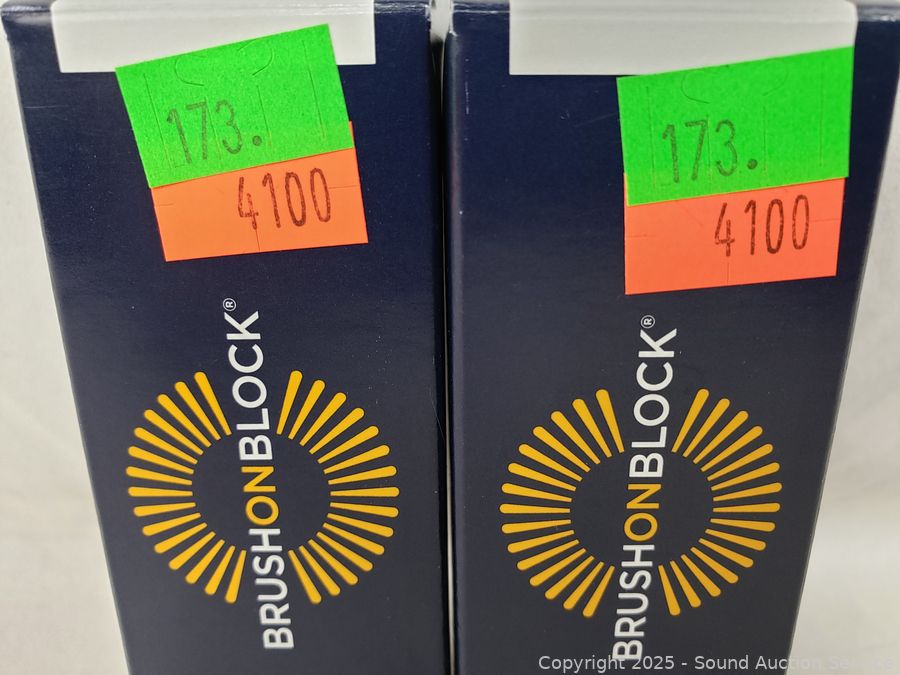 173.
4100
BRUSHONBLOCK®
173.
4100
BRUSHONBLOCK®
Copyright 2025 - Sound Auction Service